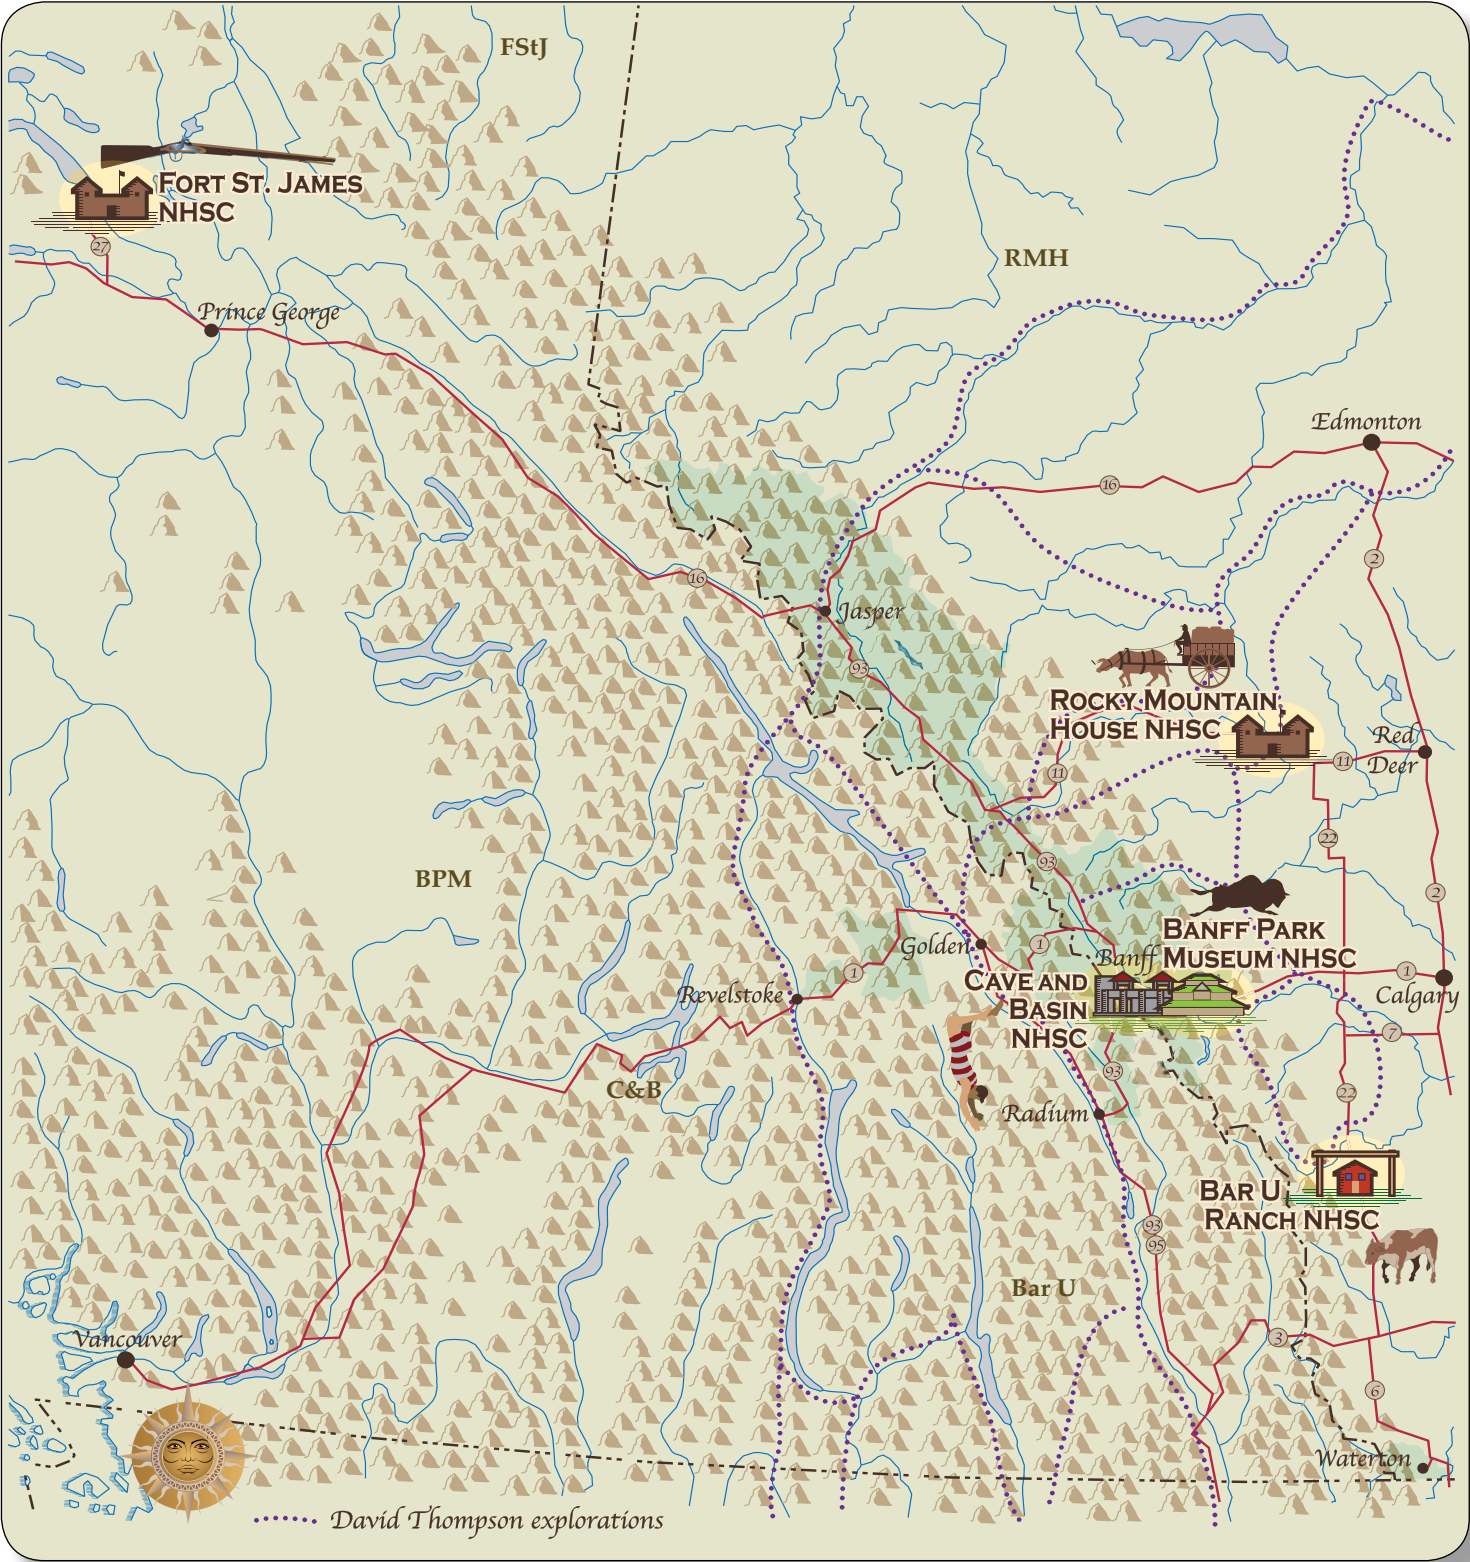 FStJ
FORT ST. JAMES
NHSC
27
RMH
Prince George
Edmonton
16
2
16
Jasper
93
ROCKY MOUNTAIN
HOUSE NHSC
Red
Deer
11
11
22
93
BPM
2
BANFF PARK
MUSEUM NHSC
Golden
1
Banff
1
1
CAVE AND
BASIN
NHSC
Revelstoke
Calgary
7
93
C&B
22
Radium
BAR U
RANCH NHSC
93
95
Bar U
Vancouver
3
6
Waterton
David Thompson explorations